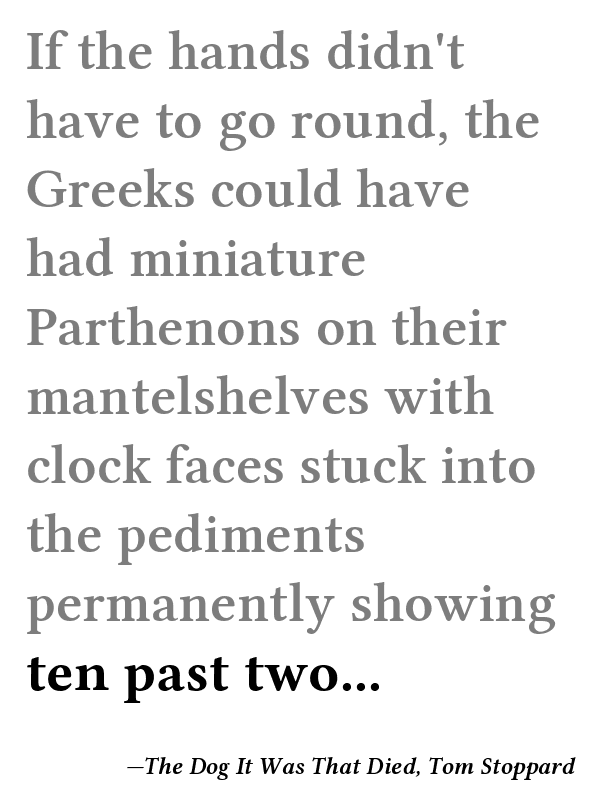 If the hands didn't
have to go round, the
Greeks could have
had miniature
Parthenons on their
mantelshelves with
clock faces stuck into
the pediments
permanently showing
ten past two...
—The Dog It Was That Died, Tom Stoppard